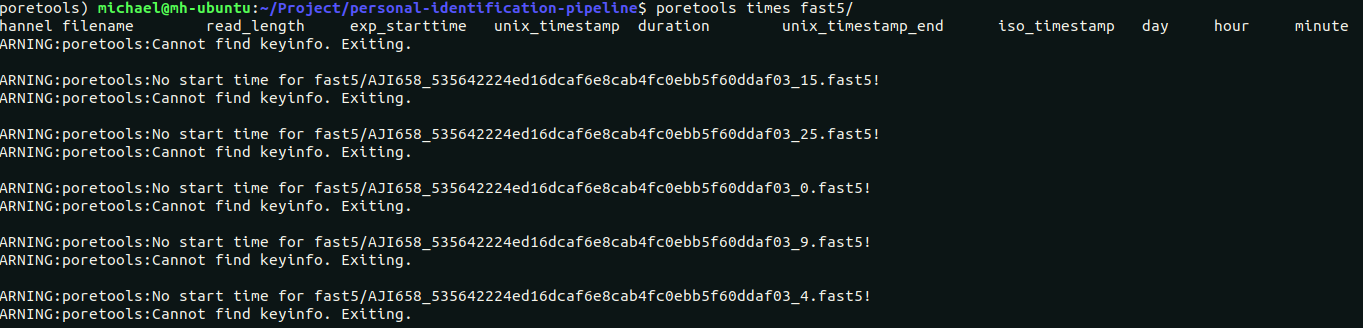 poretools) michael@mh-ubuntu:~/Project/personal-identification-pipeline$ poretools times fast5/
hannel filename read_length exp_starttime unix_timestamp duration unix_timestamp_end iso_timestamp day hour minute
ARNING:poretools:Cannot find keyinfo. Exiting.
ARNING:poretools:No start time for fast5/AJI658_535642224ed16dcaf6e8cab4fc0ebb5f60ddaf03_15.fast5!
ARNING:poretools:Cannot find keyinfo. Exiting.
ARNING:poretools:No start time for fast5/AJI658_535642224ed16dcaf6e8cab4fc0ebb5f60ddaf03_25.fast5!
ARNING:poretools:Cannot find keyinfo. Exiting.
ARNING:poretools:No start time for fast5/AJI658_535642224ed16dcaf6e8cab4fc0ebb5f60ddaf03_0.fast5!
ARNING:poretools:Cannot find keyinfo. Exiting.
ARNING:poretools:No start time for fast5/AJI658_535642224ed16dcaf6e8cab4fc0ebb5f60ddaf03_9.fast5!
ARNING:poretools:Cannot find keyinfo. Exiting.
ARNING:poretools:No start time for fast5/AJI658_535642224ed16dcaf6e8cab4fc0ebb5f60ddaf03_4.fast5!
ARNING:poretools:Cannot find keyinfo. Exiting.